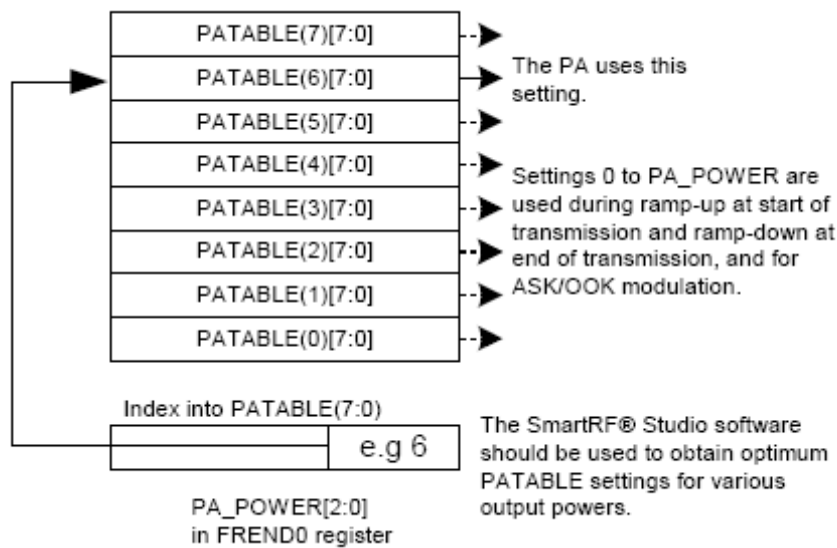 PATABLE(7)[7:0]
PATABLE(6)[7:0]
PATABLE(5)[7:0]
PATABLE(4)[7:0]
PATABLE(3)[7:0]
PATABLE(2)[7:0]
PATABLE(1)[7:0]
PATABLE(0)[7:0]
The PA uses this
setting.
Settings 0 to PA_POWER are
used during ramp-up at start of
transmission and ramp-down at
end of transmission, and for
ASK/OOK modulation.
Index into PATABLE(7:0)
e.g 6
PA_POWER[2:0]
in FREND0 register
The SmartRF® Studio software
should be used to obtain optimum
PATABLE settings for various
output powers.